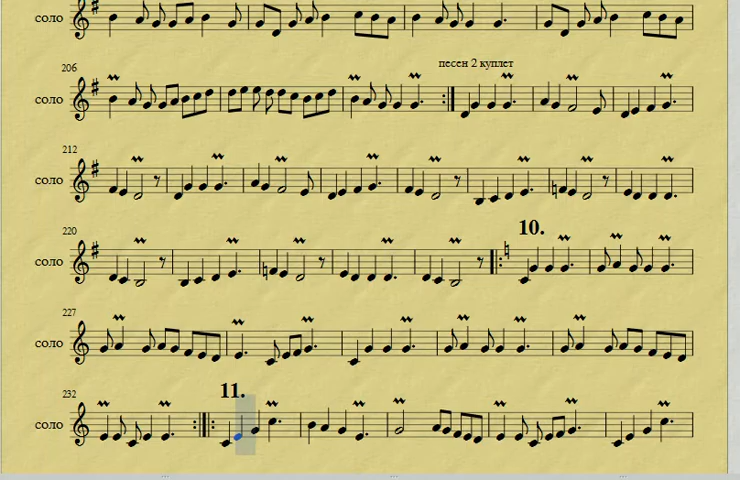 соло
206
песен 2 куплет
соло
212
соло
220
10.
соло
227
соло
232
11.
соло